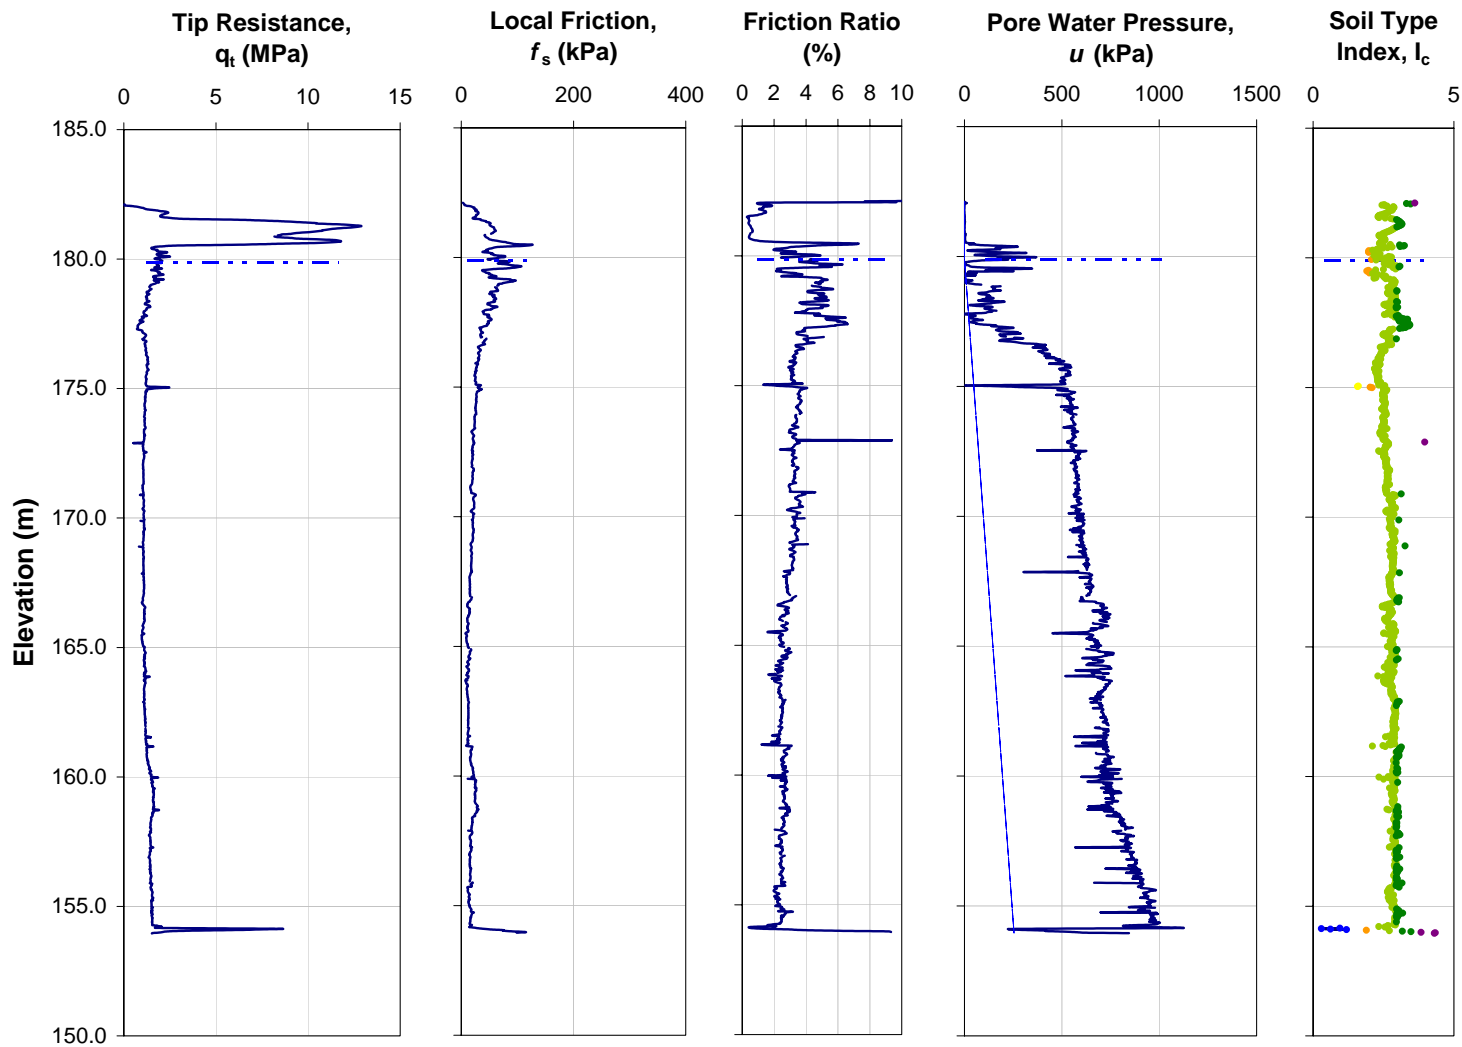 Tip Resistance,
qt (MPa)
Local Friction,
fs (kPa)
Friction Ratio
(%)
Pore Water Pressure,
u (kPa)
Soil Type
Index, Ic
0 5 10 15
0 200 400
0 2 4 6 8 10
0 500 1000 1500
0 5
185.0
180.0
175.0
170.0
165.0
160.0
155.0
150.0
Elevation (m)